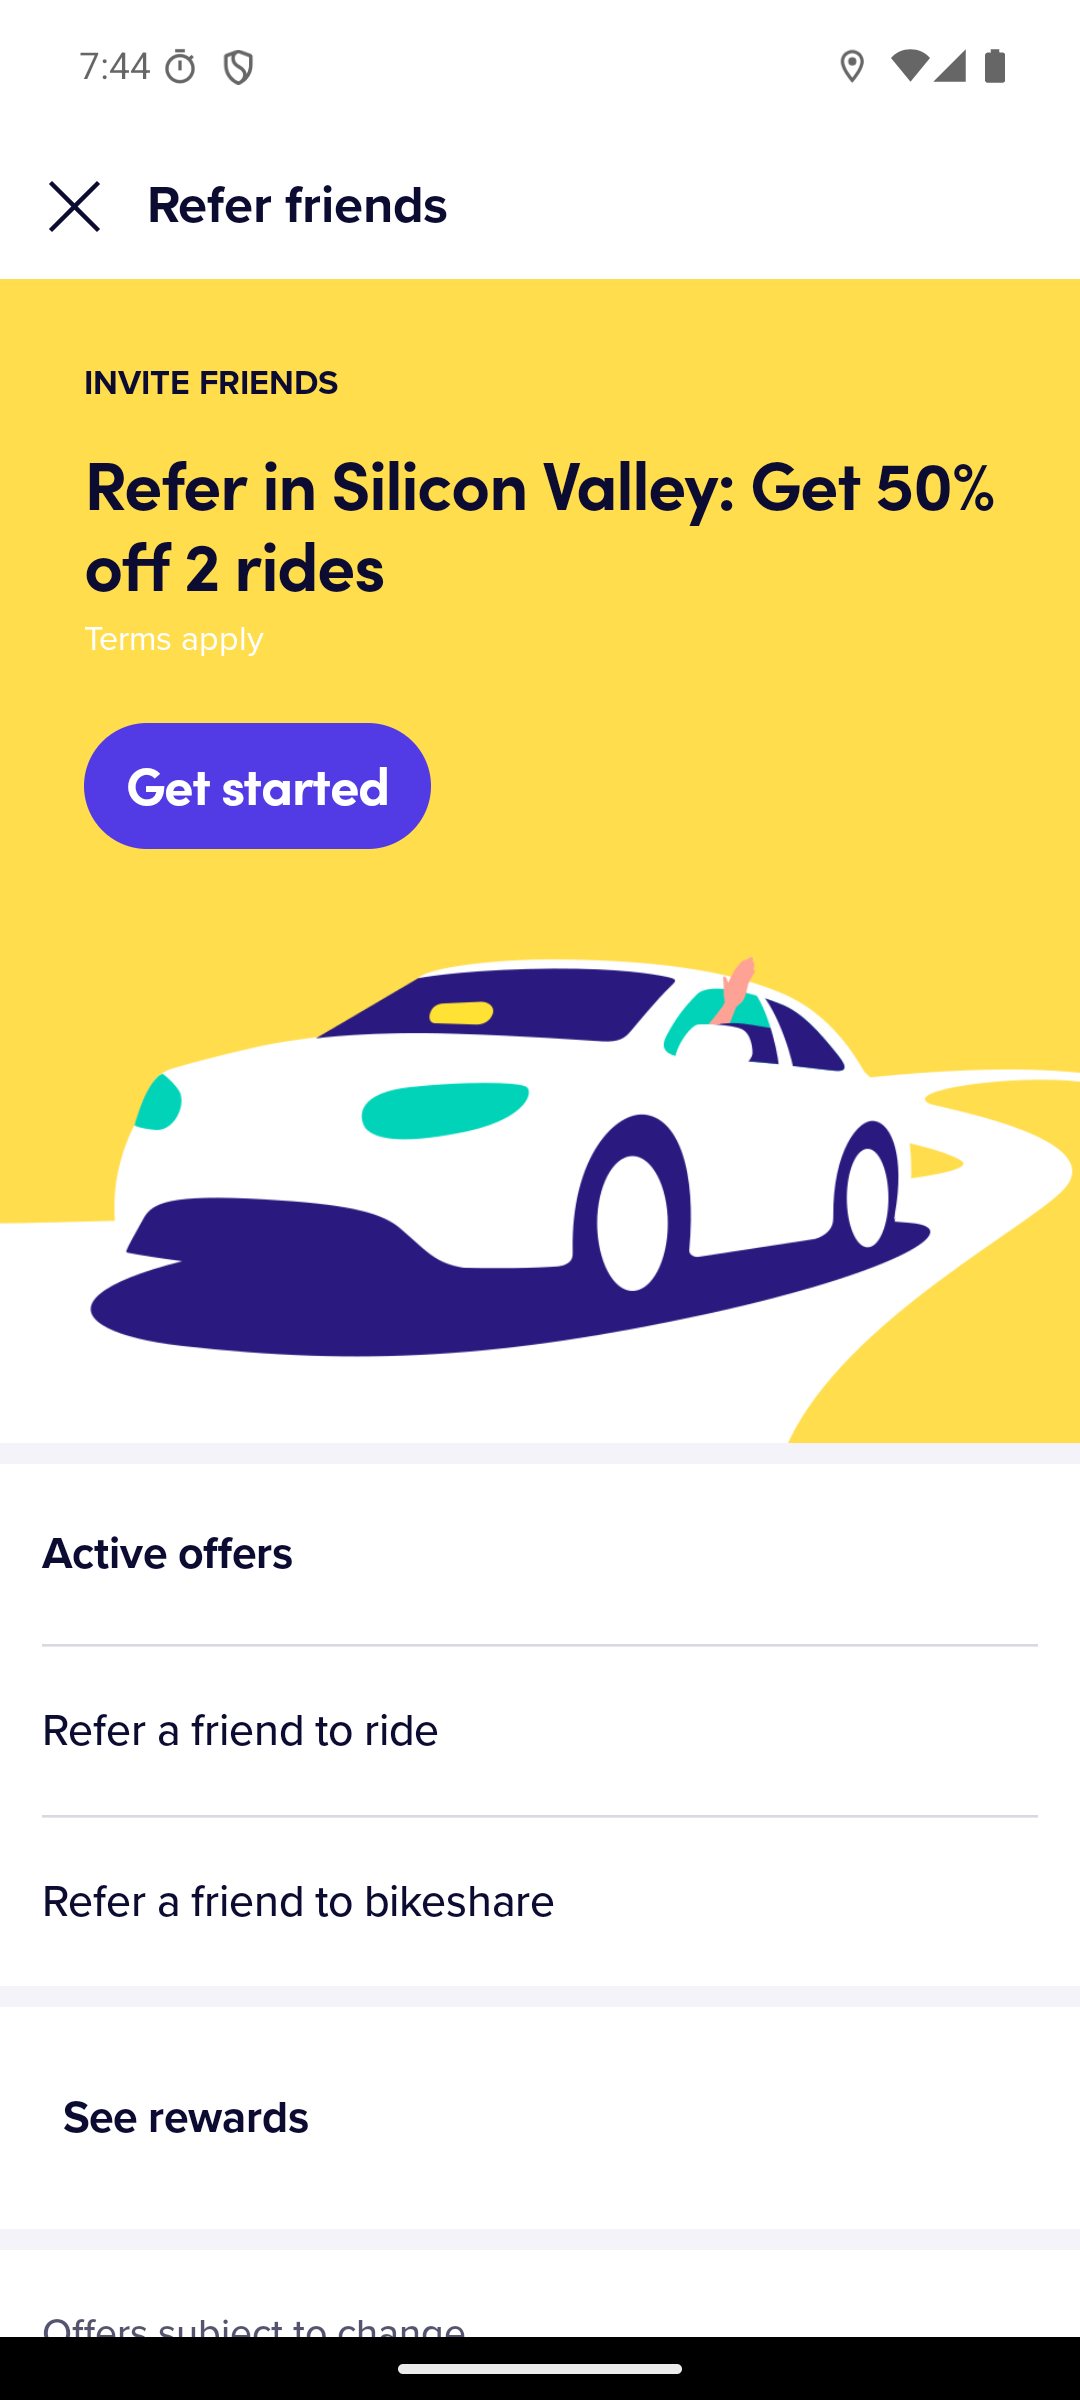 7:44
Refer friends
INVITE FRIENDS
Refer in Silicon Valley: Get 50%
off 2 rides
Terms apply
Get started
Active offers
Refer a friend to ride
Refer a friend to bikeshare
See rewards
Offers subject to change